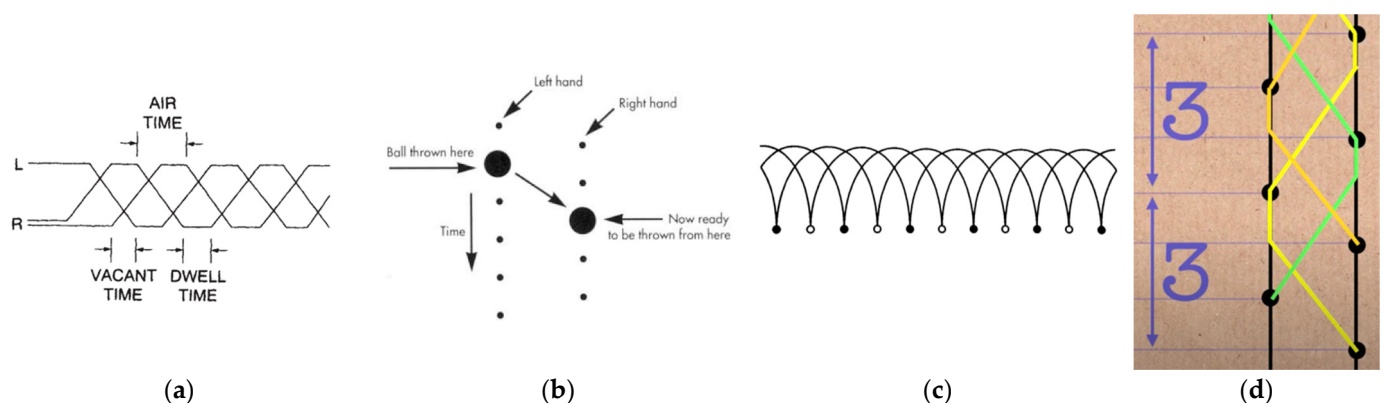 AIR
TIME
L
R
VACANT
TIME
DWELL
TIME
(a)
Left hand
Right hand
Ball thrown here
Time
Now ready
to be thrown from here
(b)
(c)
3
3
(d)